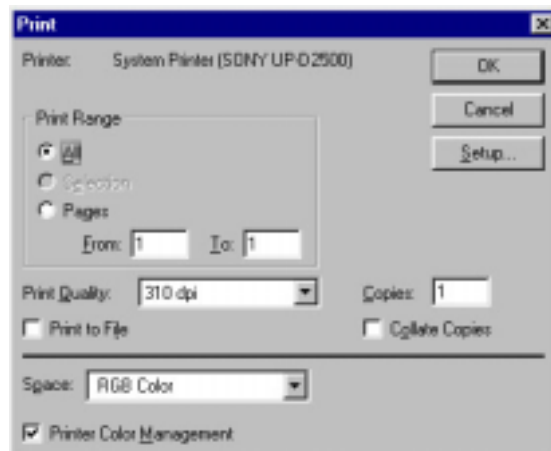 Print
Printer: System Printer (SONY UP-D2500)
OK
Cancel
Setup...
Print Range
All
Selection
Pages
From: 1 To: 1
Print Quality: 310 dpi
Copies: 1
Print to File
Collate Copies
Space: RGB Color
Printer Color Management